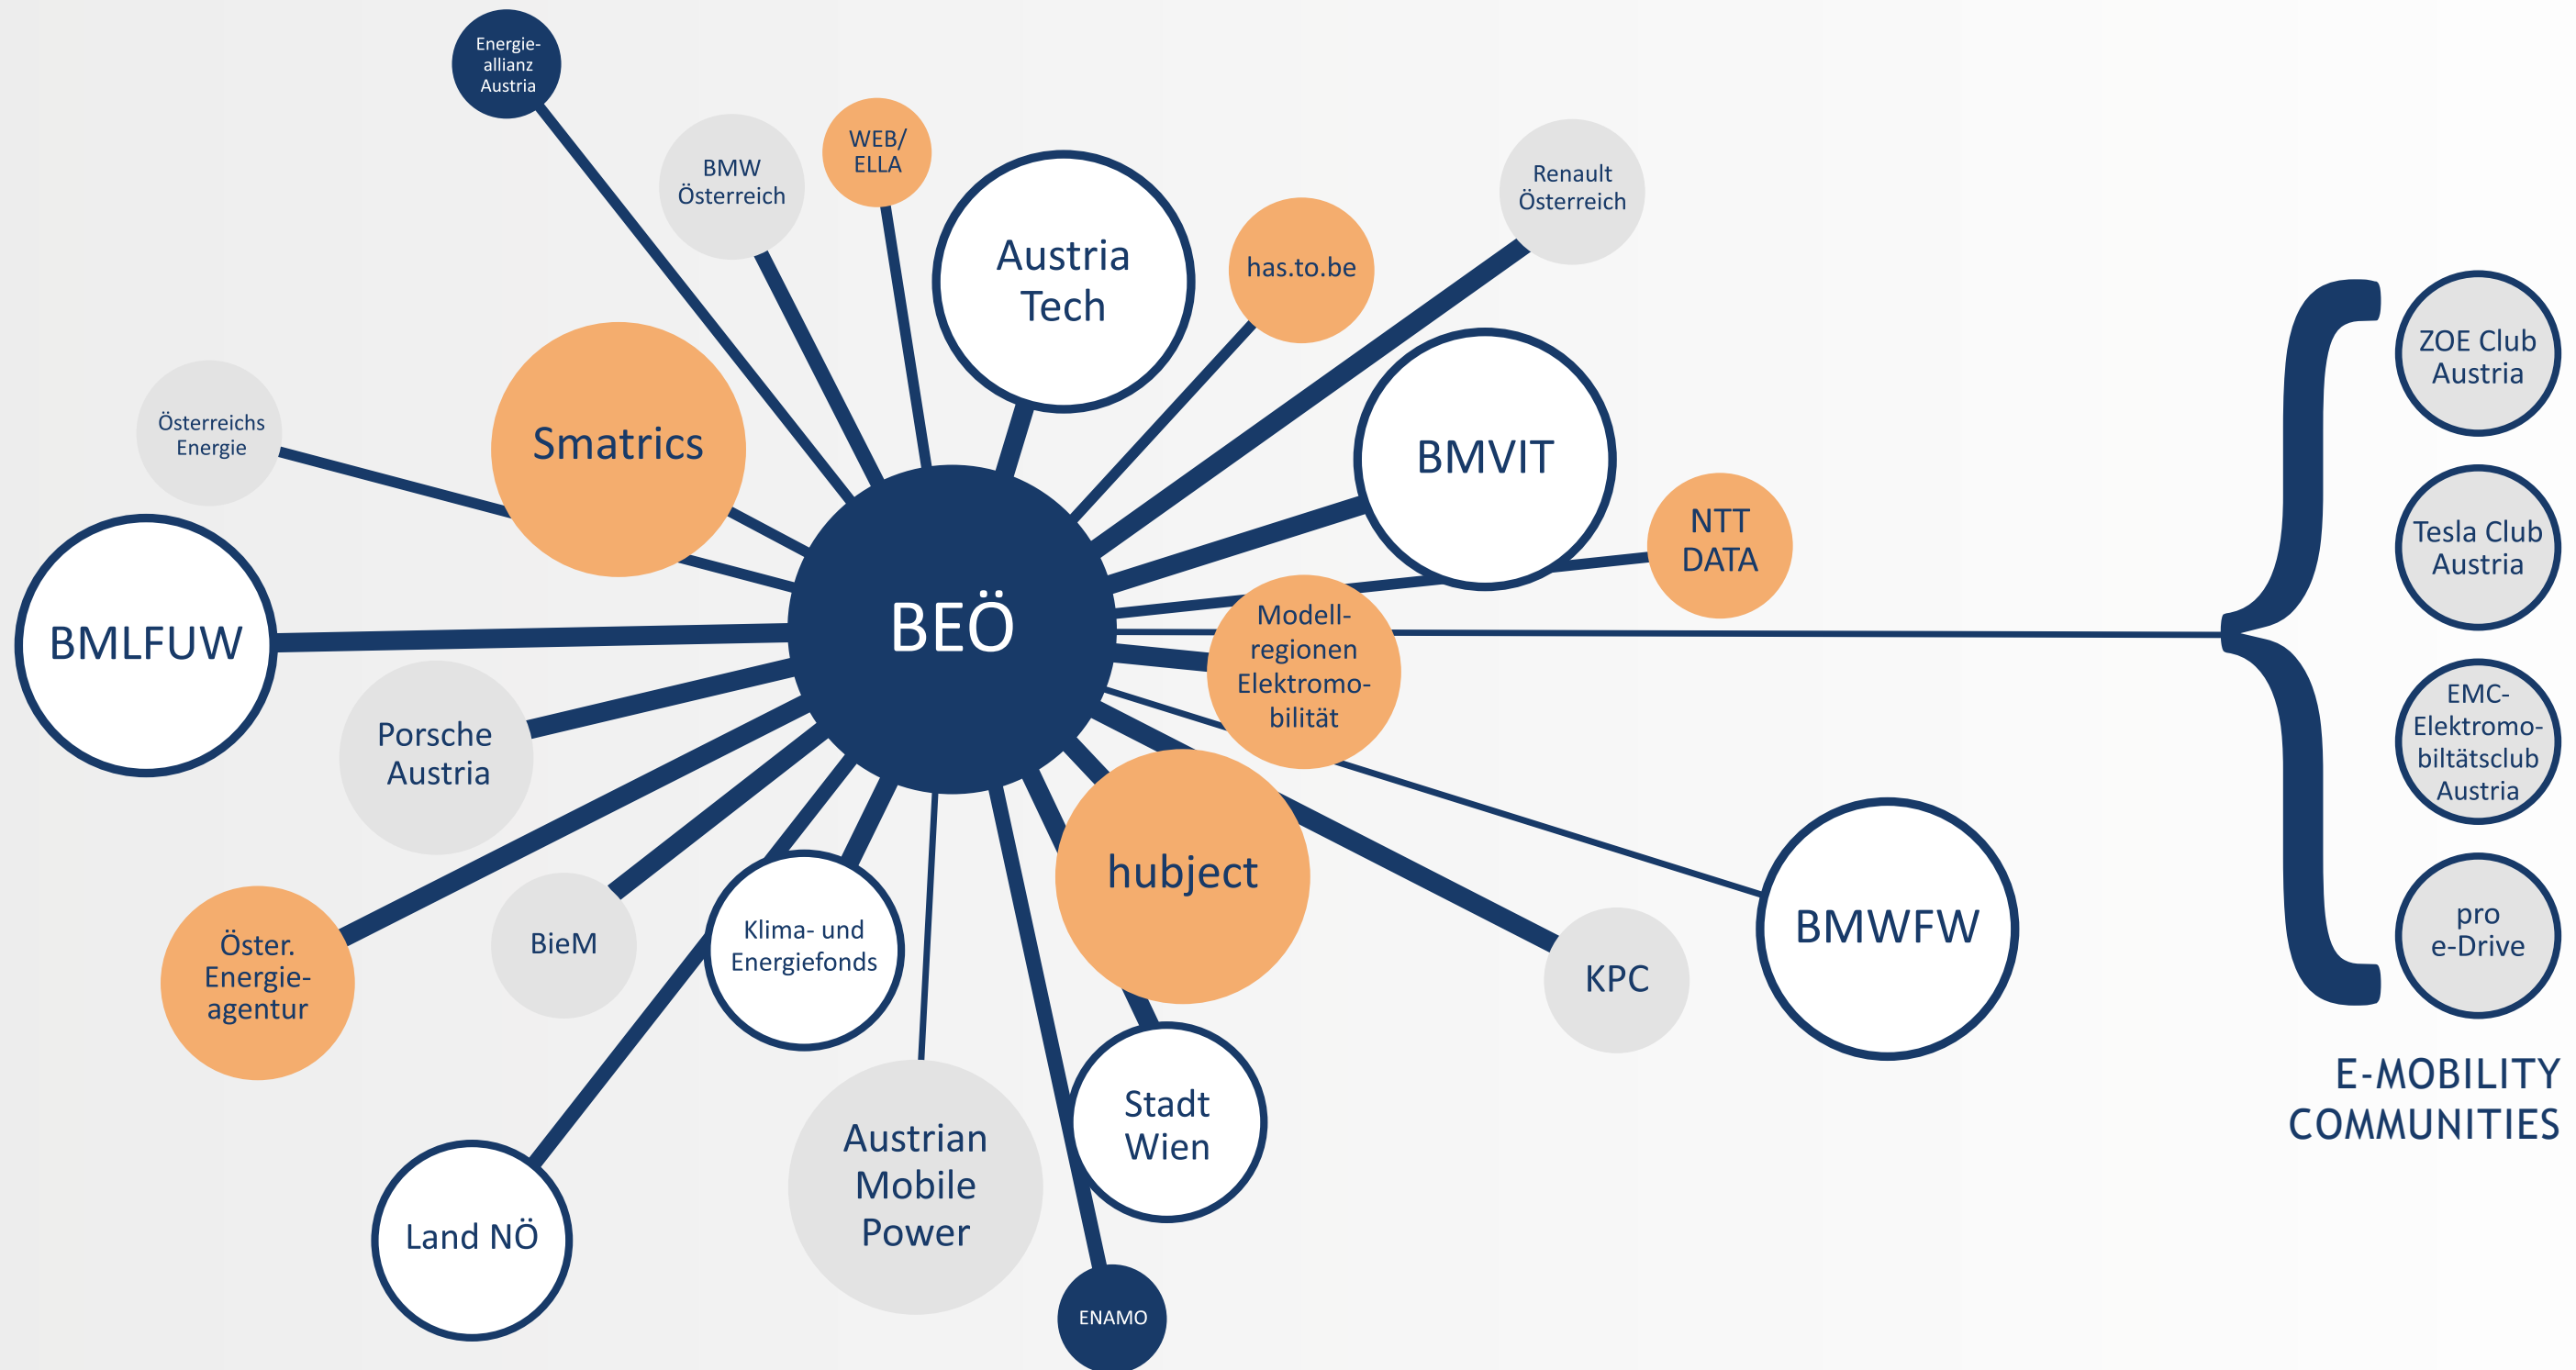 Energie-
allianz
Austria
BMW
Österreich
WEB/
ELLA
Austria
Tech
has.to.be
Renault
Österreich
Österreichs
Energie
Smatrics
BMVIT
NTT
DATA
BMLFUW
BEÖ
Modell-
regionen
Elektromo-
bilität
Porsche
Austria
Öster.
Energie-
agentur
BieM
Klima- und
Energiefonds
hubject
KPC
BMWFW
Land NÖ
Austrian
Mobile
Power
Stadt
Wien
ENAMO
ZOE Club
Austria
Tesla Club
Austria
EMC-
Elektromo-
biltätsclub
Austria
pro
e-Drive
E-MOBILITY
COMMUNITIES